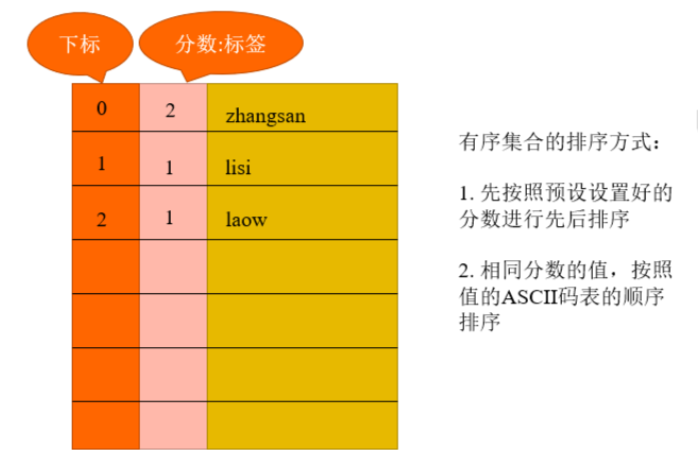 下标
分数:标签
0 2 zhangsan
1 1 lisi
2 1 laow
有序集合的排序方式：
1. 先按照预设设置好的
分数进行先后排序
2. 相同分数的值，按照
值的ASCII码表的顺序
排序